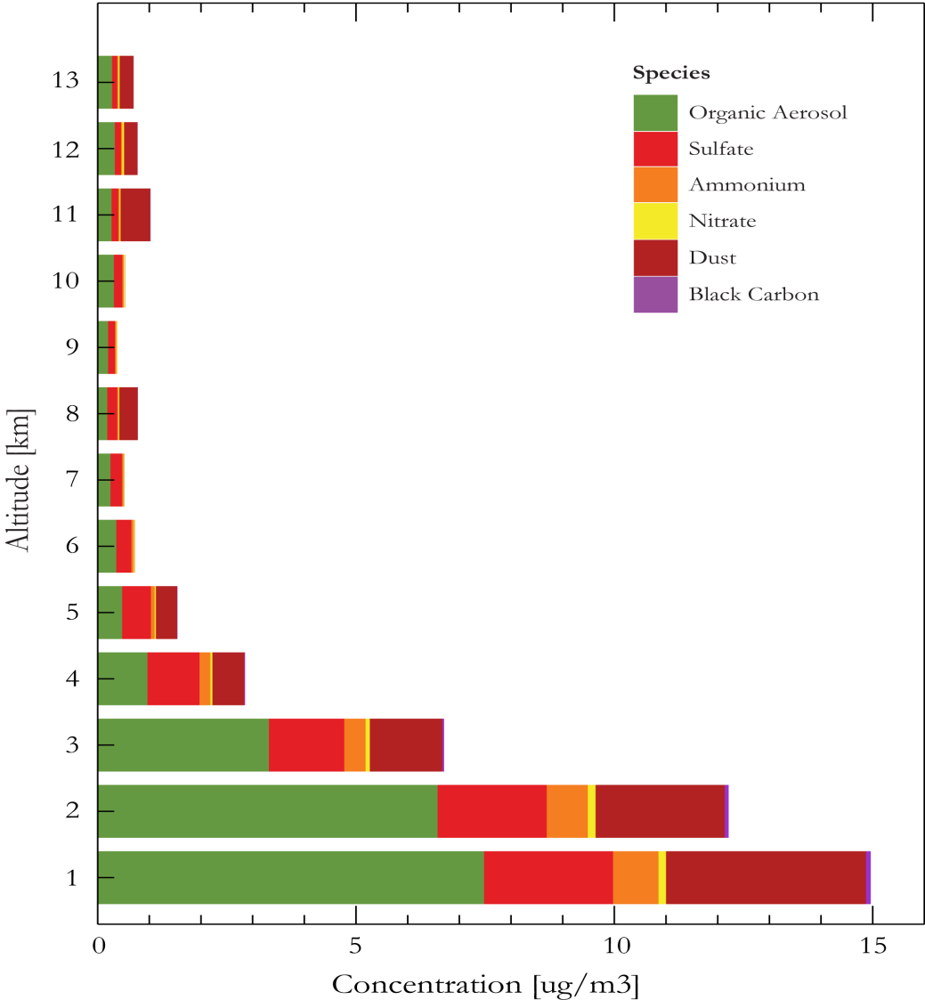 Species
Organic Aerosol
Sulfate
Ammonium
Nitrate
Dust
Black Carbon
13
12
11
10
9
8
7
6
5
4
3
2
1
Altitude [km]
0 5 10 15
Concentration [ug/m3]